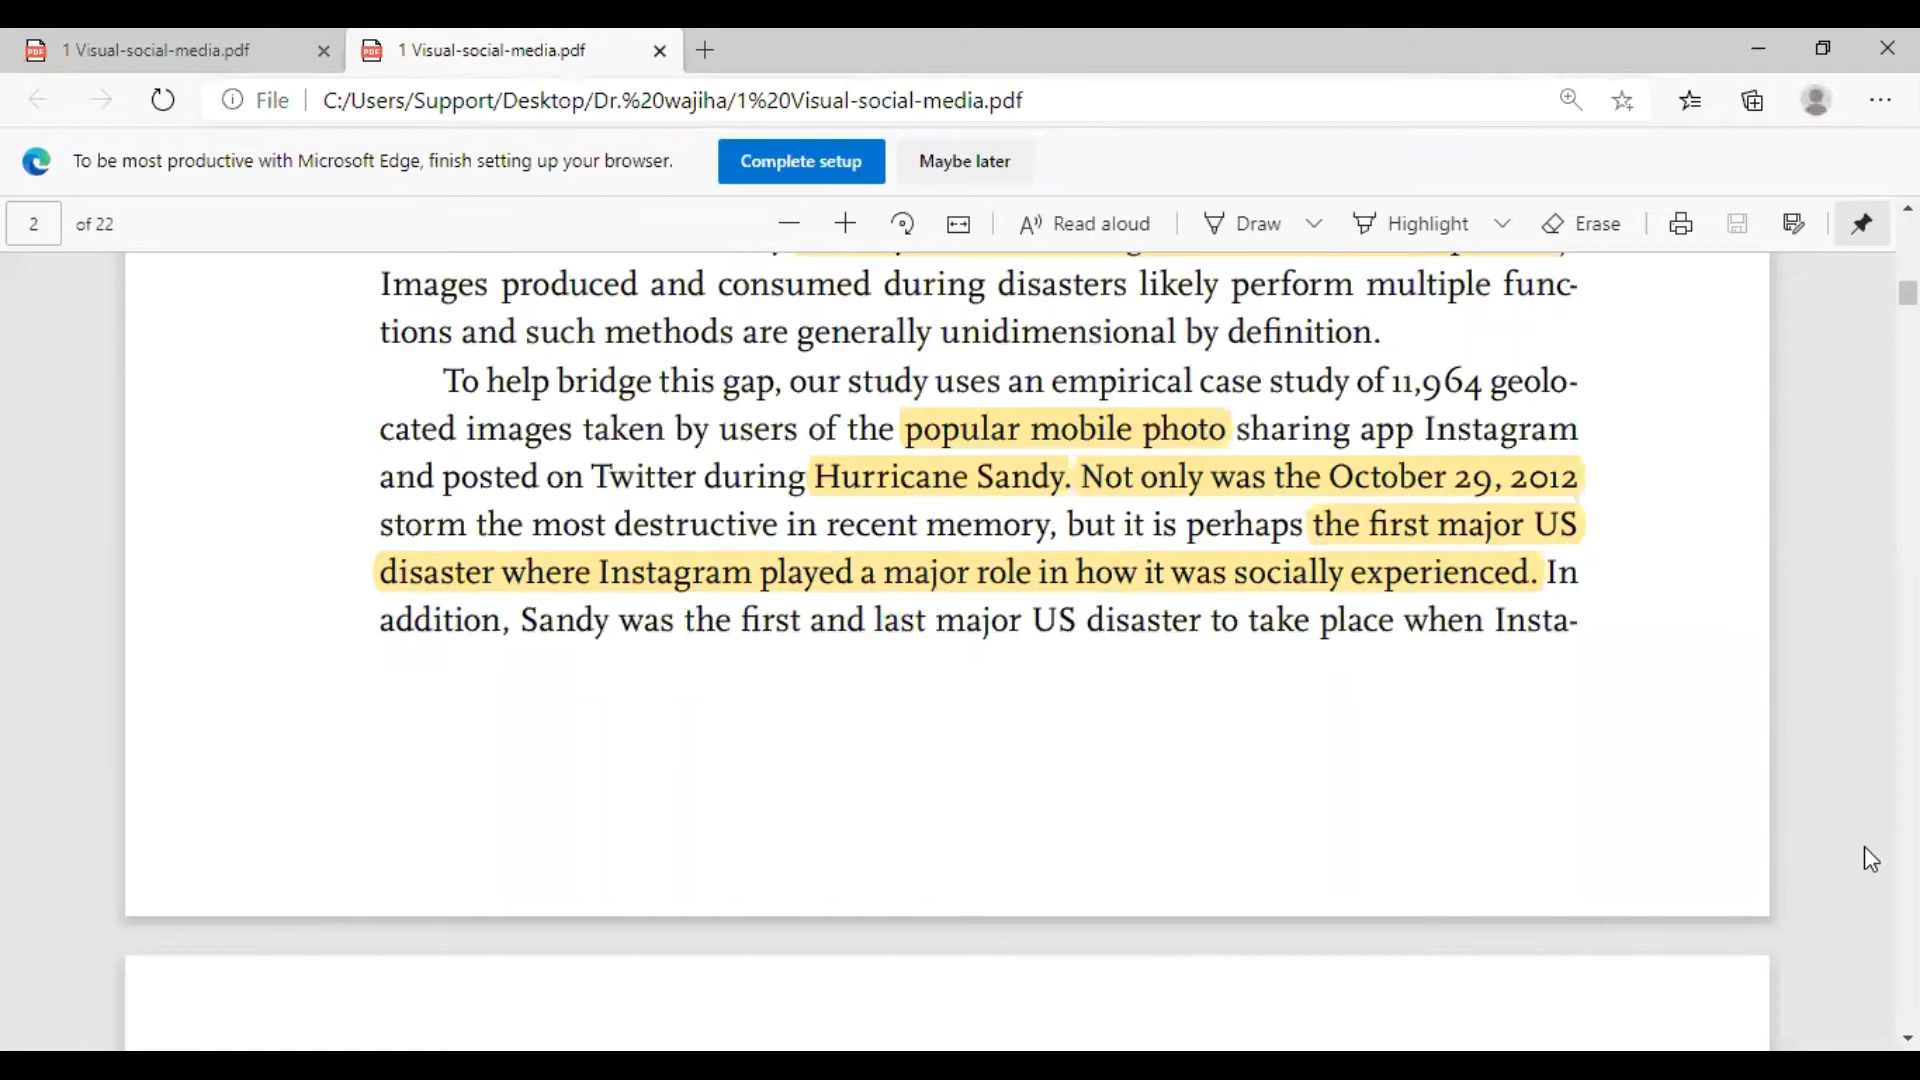 1 Visual-social-media.pdf
1 Visual-social-media.pdf
File
C:/Users/Support/Desktop/Dr.%20wajiha/1%20Visual-social-media.pdf
To be most productive with Microsoft Edge, finish setting up your browser.
Complete setup
Maybe later
2 of 22
Read aloud
Draw
Highlight
Erase
Images produced and consumed during disasters likely perform multiple func-
tions and such methods are generally unidimensional by definition.
To help bridge this gap, our study uses an empirical case study of 11,964 geolo-
cated images taken by users of the popular mobile photo sharing app Instagram
and posted on Twitter during Hurricane Sandy. Not only was the October 29, 2012
storm the most destructive in recent memory, but it is perhaps the first major US
disaster where Instagram played a major role in how it was socially experienced. In
addition, Sandy was the first and last major US disaster to take place when Insta-